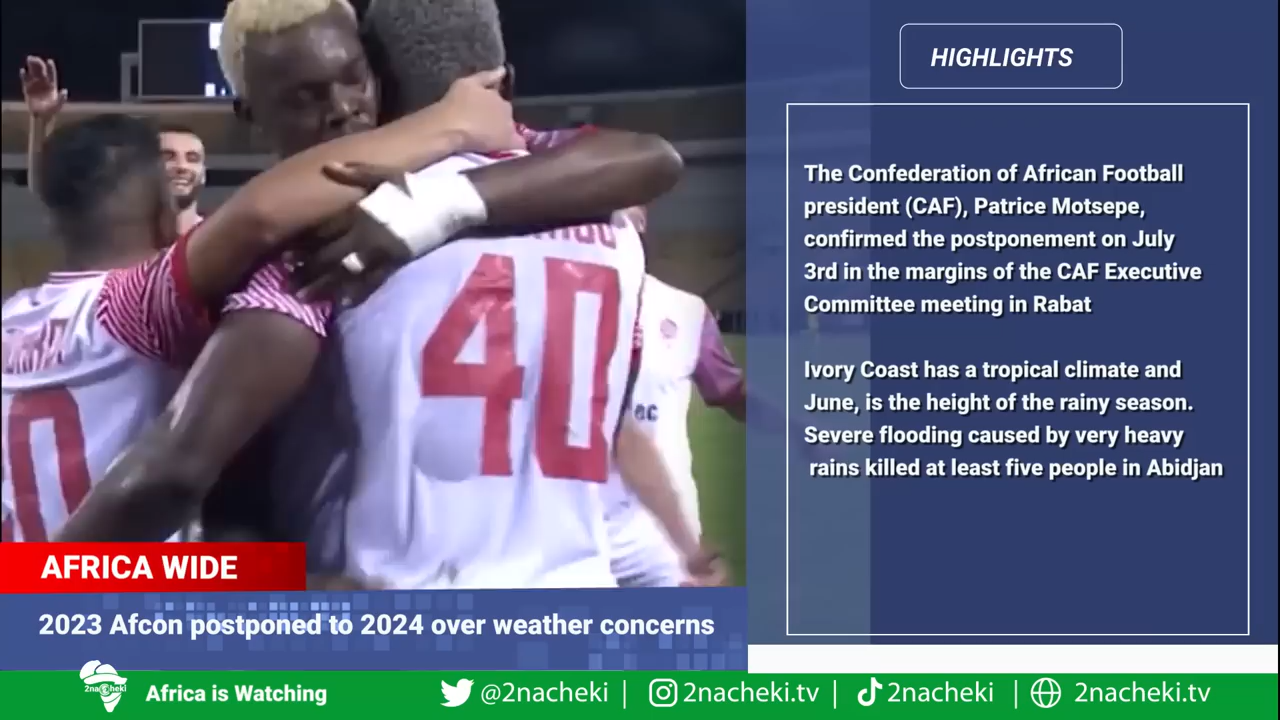 HIGHLIGHTS
The Confederation of African Football
president (CAF), Patrice Motsepe,
confirmed the postponement on July
3rd in the margins of the CAF Executive
Committee meeting in Rabat
Ivory Coast has a tropical climate and
June, is the height of the rainy season.
Severe flooding caused by very heavy
rains killed at least five people in Abidjan
40
AFRICA WIDE
2023 Afcon postponed to 2024 over weather concerns
2nacheki
Africa is Watching
@2nacheki | 2nacheki.tv | 2nacheki | 2nacheki.tv